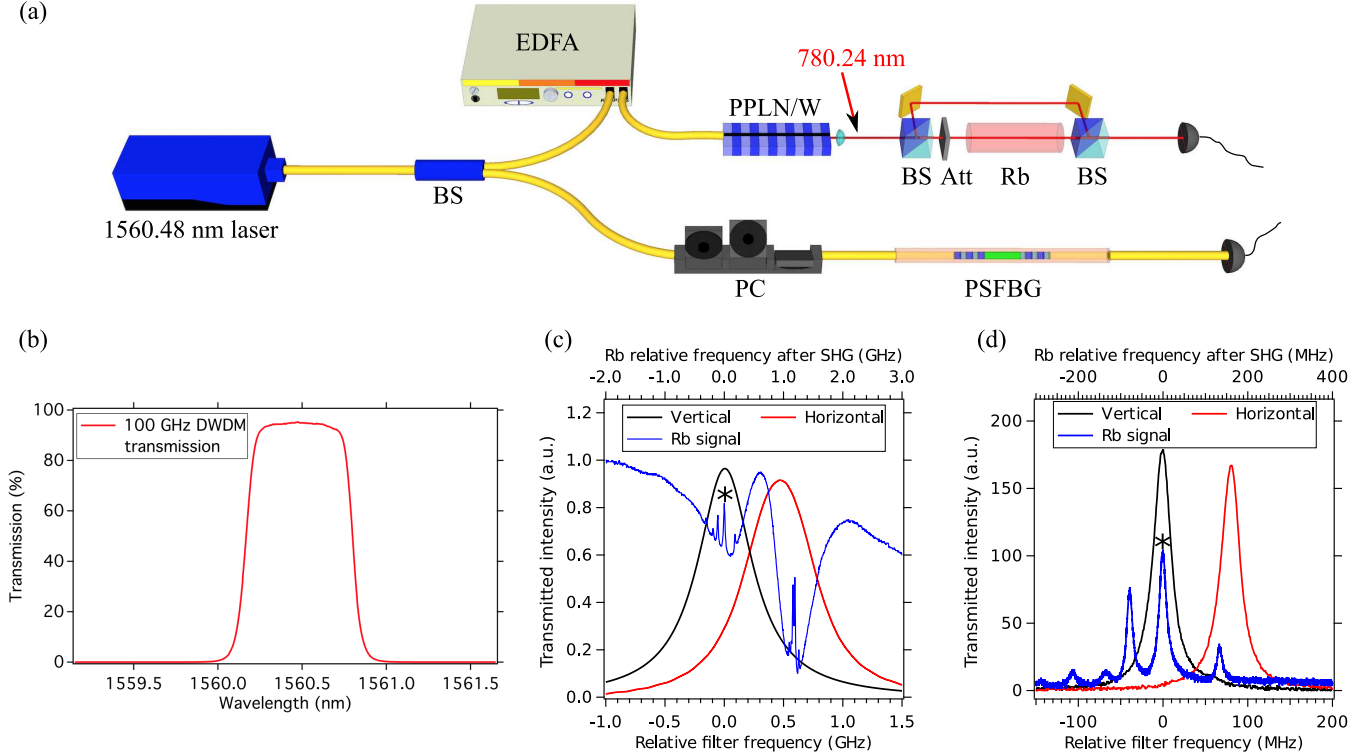 (a)
EDFA
780.24 nm
PPLN/W
BS
Att
Rb
BS
BS
1560.48 nm laser
PC
PSFBG
(b)
100
80
60
40
20
0
Transmission (%)
100 GHz DWDM
transmission
1559.5
1560.0
1560.5
1561.0
1561.5
Wavelength (nm)
(c)
Rb relative frequency after SHG (GHz)
-2.0 -1.0 0.0 1.0 2.0 3.0
Vertical
Horizontal
Rb signal
1.2
1.0
0.8
0.6
0.4
0.2
0.0
Transmitted intensity (a.u.)
*
-1.0 -0.5 0.0 0.5 1.0 1.5
Relative filter frequency (GHz)
(d)
Rb relative frequency after SHG (MHz)
-200 0 200 400
Vertical
Horizontal
Rb signal
200
150
100
50
0
Transmitted intensity (a.u.)
*
-100 0 100 200
Relative filter frequency (MHz)